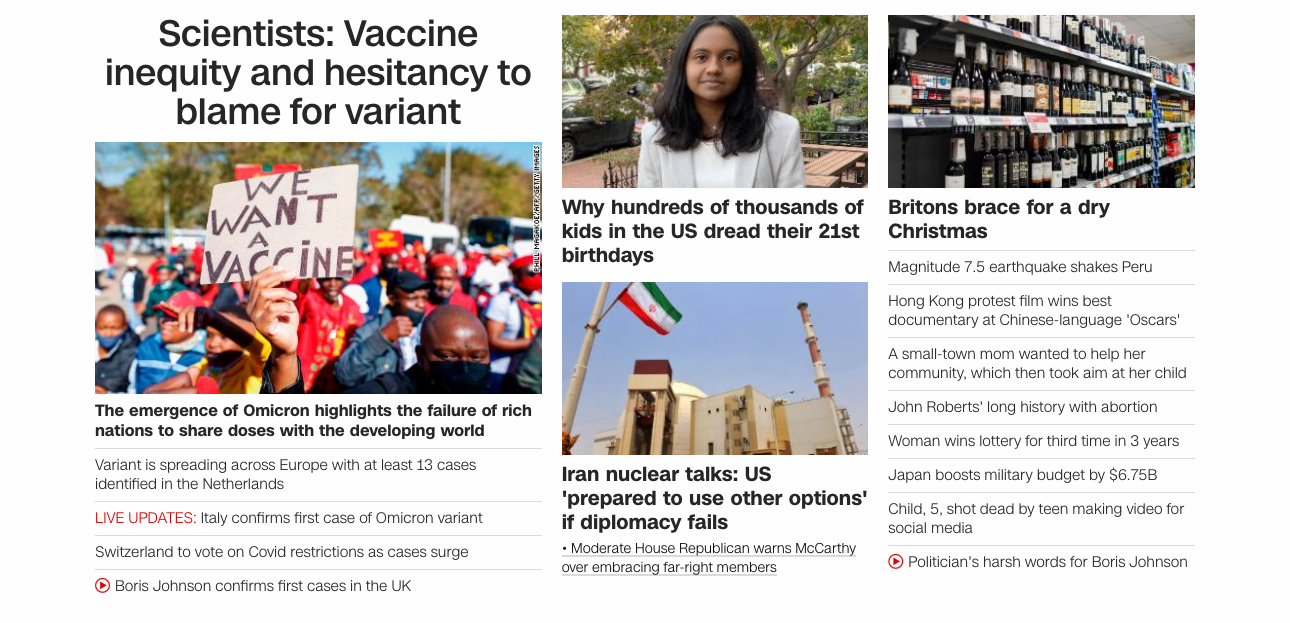 Scientists: Vaccine
inequity and hesitancy to
blame for variant
WE
WANT
A
VACCINE
PHILL MAGAKOE/AFP/GETTY IMAGES
The emergence of Omicron highlights the failure of rich
nations to share doses with the developing world
Variant is spreading across Europe with at least 13 cases
identified in the Netherlands
LIVE UPDATES: Italy confirms first case of Omicron variant
Switzerland to vote on Covid restrictions as cases surge
Boris Johnson confirms first cases in the UK
Why hundreds of thousands of
kids in the US dread their 21st
birthdays
Iran nuclear talks: US
'prepared to use other options'
if diplomacy fails
• Moderate House Republican warns McCarthy
over embracing far-right members
Britons brace for a dry
Christmas
Magnitude 7.5 earthquake shakes Peru
Hong Kong protest film wins best
documentary at Chinese-language 'Oscars'
A small-town mom wanted to help her
community, which then took aim at her child
John Roberts' long history with abortion
Woman wins lottery for third time in 3 years
Japan boosts military budget by $6.75B
Child, 5, shot dead by teen making video for
social media
Politician's harsh words for Boris Johnson